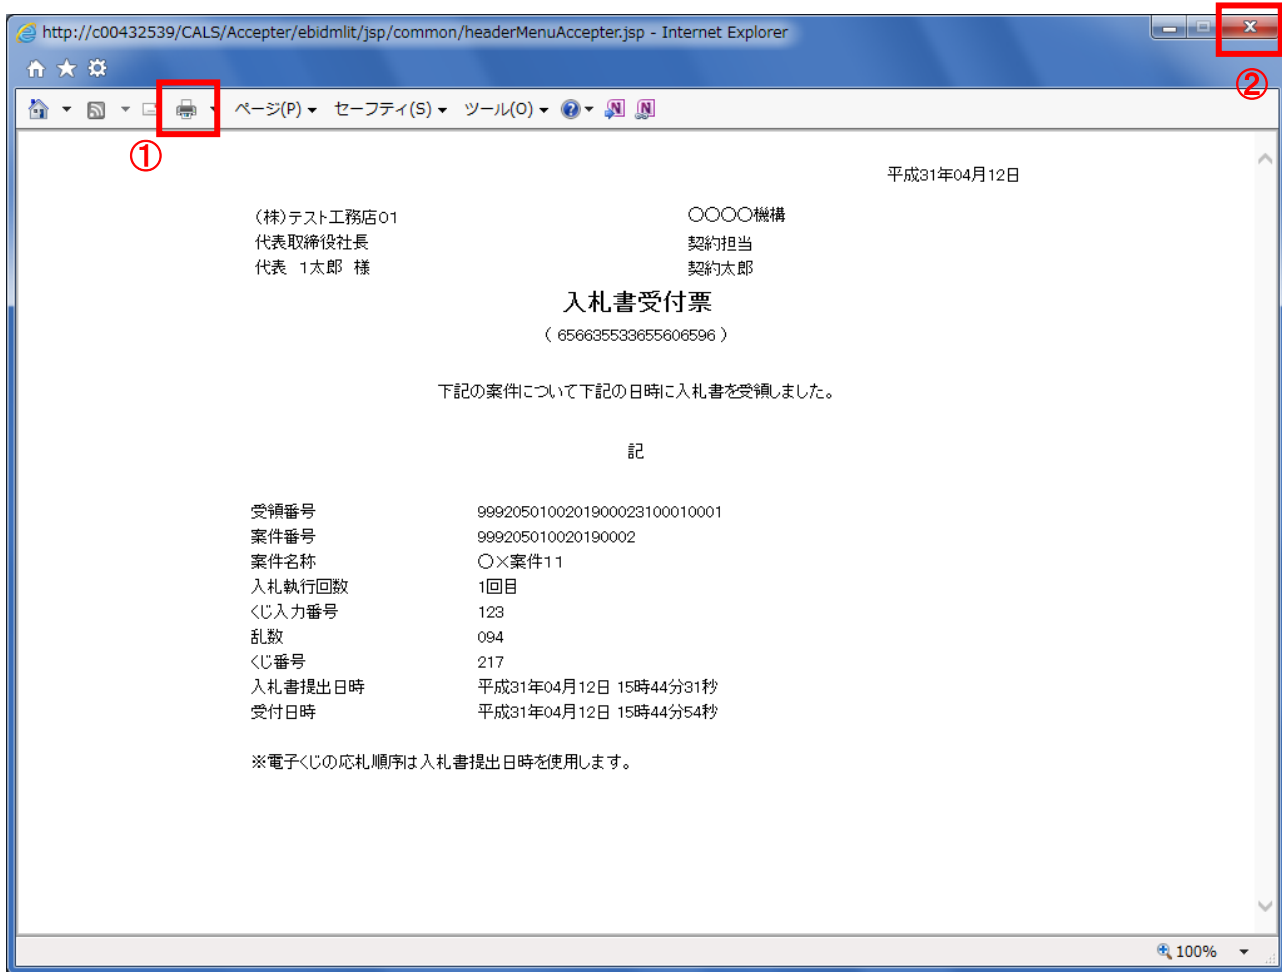 http://c00432539/CALS/Accepter/ebidmlit/jsp/common/headerMenuAccepter.jsp - Internet Explorer
②
ページ(P) セーフティ(S) ツール(O)
①
平成31年04月12日
(株)テスト工務店01 〇〇〇〇機構
代表取締役社長 契約担当
代表 1太郎 様 契約太郎
入札書受付票
( 656635533655606596 )
下記の案件について下記の日時に入札書を受領しました。
記
受領番号 9992050100201900023100010001
案件番号 999205010020190002
案件名称 〇×案件11
入札執行回数 1回目
くじ入力番号 123
乱数 094
くじ番号 217
入札書提出日時 平成31年04月12日 15時44分31秒
受付日時 平成31年04月12日 15時44分54秒
※電子くじの応札順序は入札書提出日時を使用します。
100%